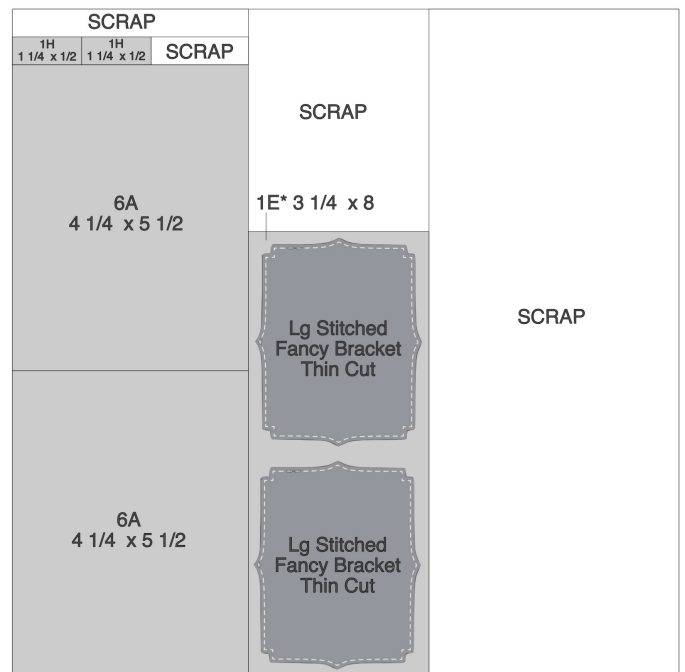 SCRAP
1H
1 1/4 x 1/2
1H
1 1/4 x 1/2
SCRAP
6A
4 1/4 x 5 1/2
6A
4 1/4 x 5 1/2
SCRAP
1E* 3 1/4 x 8
Lg Stitched
Fancy Bracket
Thin Cut
Lg Stitched
Fancy Bracket
Thin Cut
SCRAP